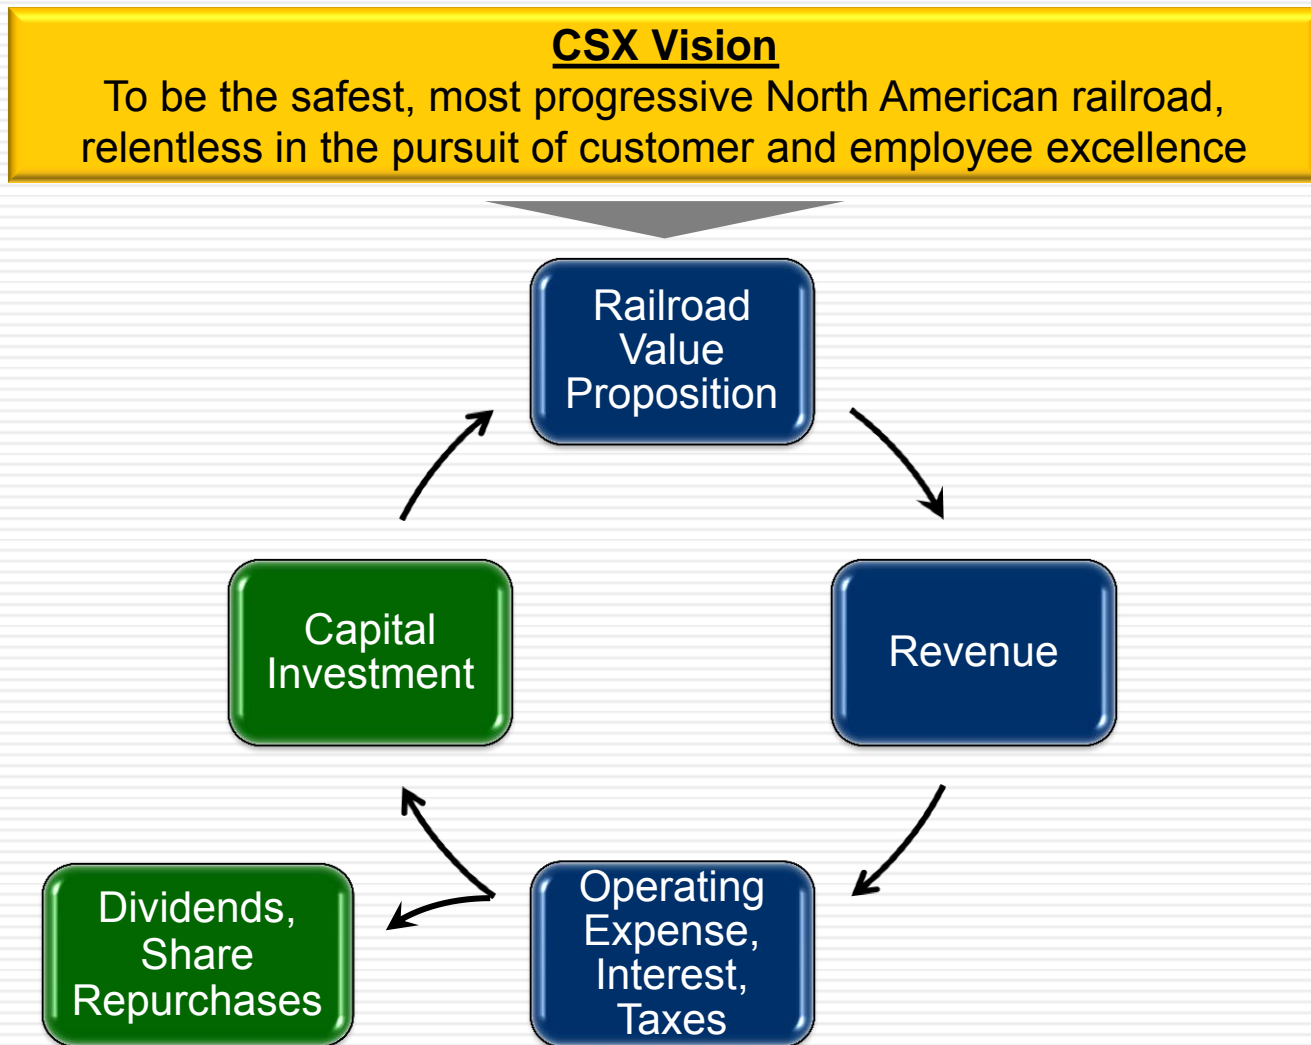 CSX Vision
To be the safest, most progressive North American railroad,
relentless in the pursuit of customer and employee excellence
Railroad
Value
Proposition
Capital
Investment
Revenue
Dividends,
Share
Repurchases
Operating
Expense,
Interest,
Taxes